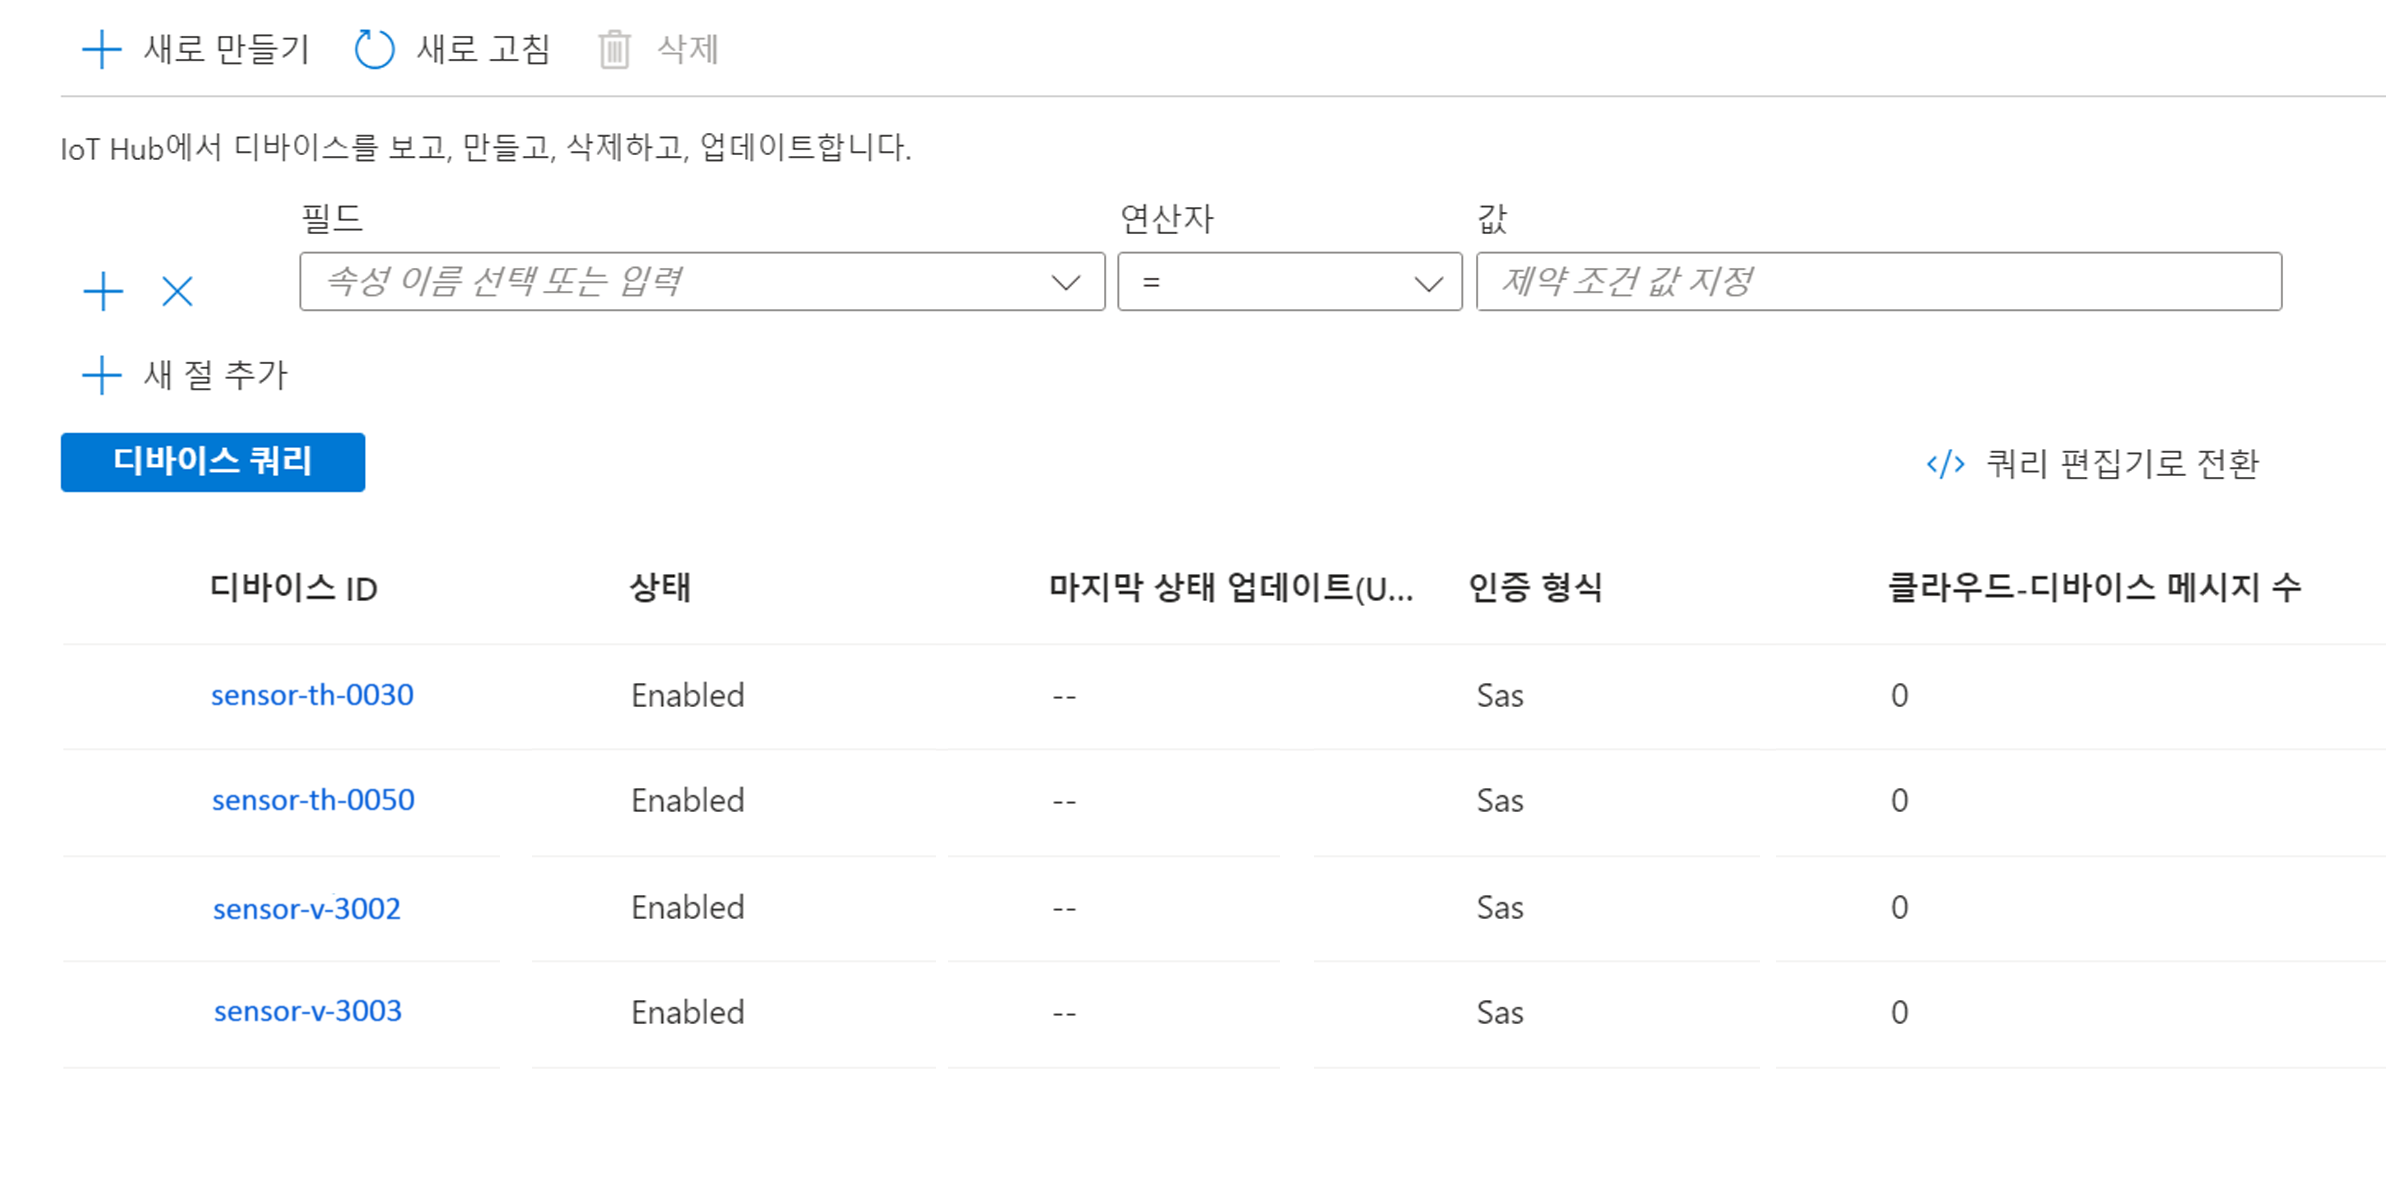 새로 만들기 새로 고침 삭제
IoT Hub에서 디바이스를 보고, 만들고, 삭제하고, 업데이트합니다.
필드 연산자 값
속성 이름 선택 또는 입력 = 제약 조건 값 지정
새 절 추가
디바이스 쿼리 </> 쿼리 편집기로 전환
디바이스 ID 상태 마지막 상태 업데이트(U... 인증 형식 클라우드-디바이스 메시지 수
sensor-th-0030 Enabled -- Sas 0
sensor-th-0050 Enabled -- Sas 0
sensor-v-3002 Enabled -- Sas 0
sensor-v-3003 Enabled -- Sas 0